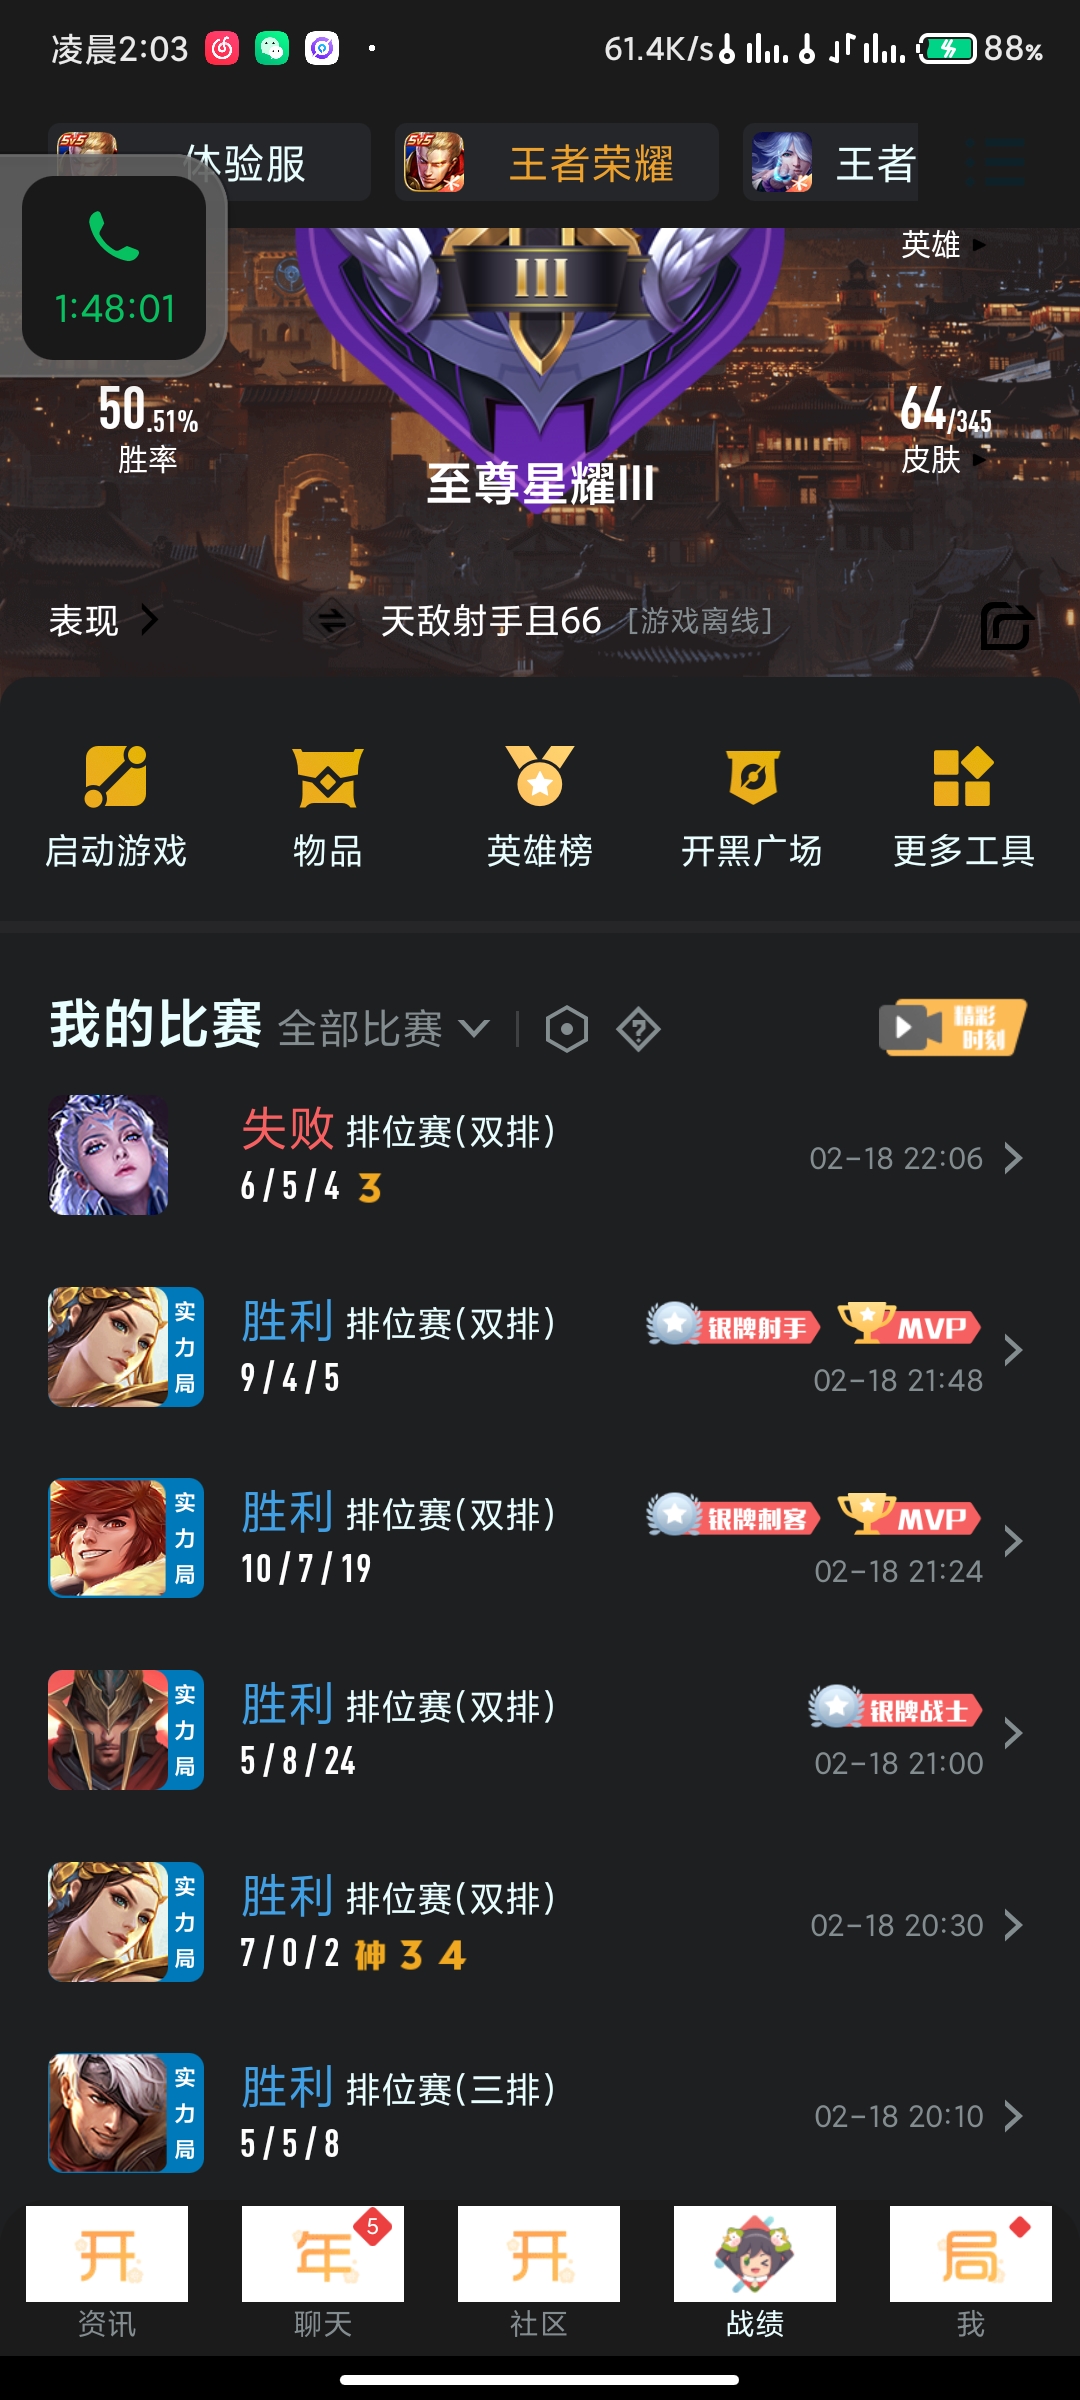 凌晨2:03
61.4K/s
88%
5V5
体验服
5V5
王者荣耀
王者
1:48:01
III
英雄
50.51%
胜率
64/345
皮肤
至尊星耀III
表现
天敌射手且66 [游戏离线]
启动游戏
物品
英雄榜
开黑广场
更多工具
我的比赛 全部比赛
精彩
时刻
失败 排位赛(双排)
6/5/4 3
02-18 22:06
实力局
胜利 排位赛(双排)
9/4/5
银牌射手 MVP
02-18 21:48
实力局
胜利 排位赛(双排)
10/7/19
银牌刺客 MVP
02-18 21:24
实力局
胜利 排位赛(双排)
5/8/24
银牌战士
02-18 21:00
实力局
胜利 排位赛(双排)
7/0/2 神 3 4
02-18 20:30
实力局
胜利 排位赛(三排)
5/5/8
02-18 20:10
开
年
5
开
局
资讯
聊天
社区
战绩
我